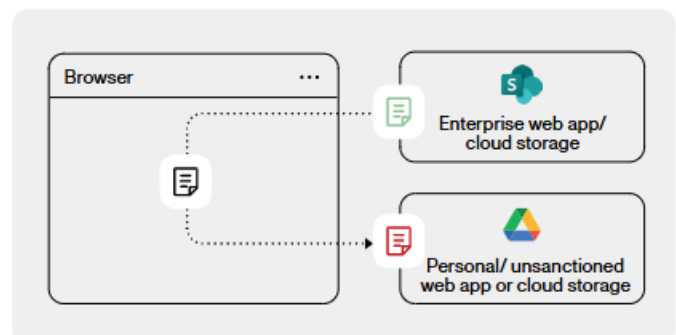 Browser
S
Enterprise web app/
cloud storage
Personal/ unsanctioned
web app or cloud storage